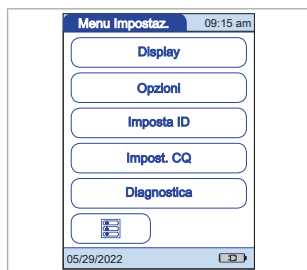 Menu Impostaz. 09:15 am
Display
Opzioni
Imposta ID
Impost. CQ
Diagnostica
05/29/2022